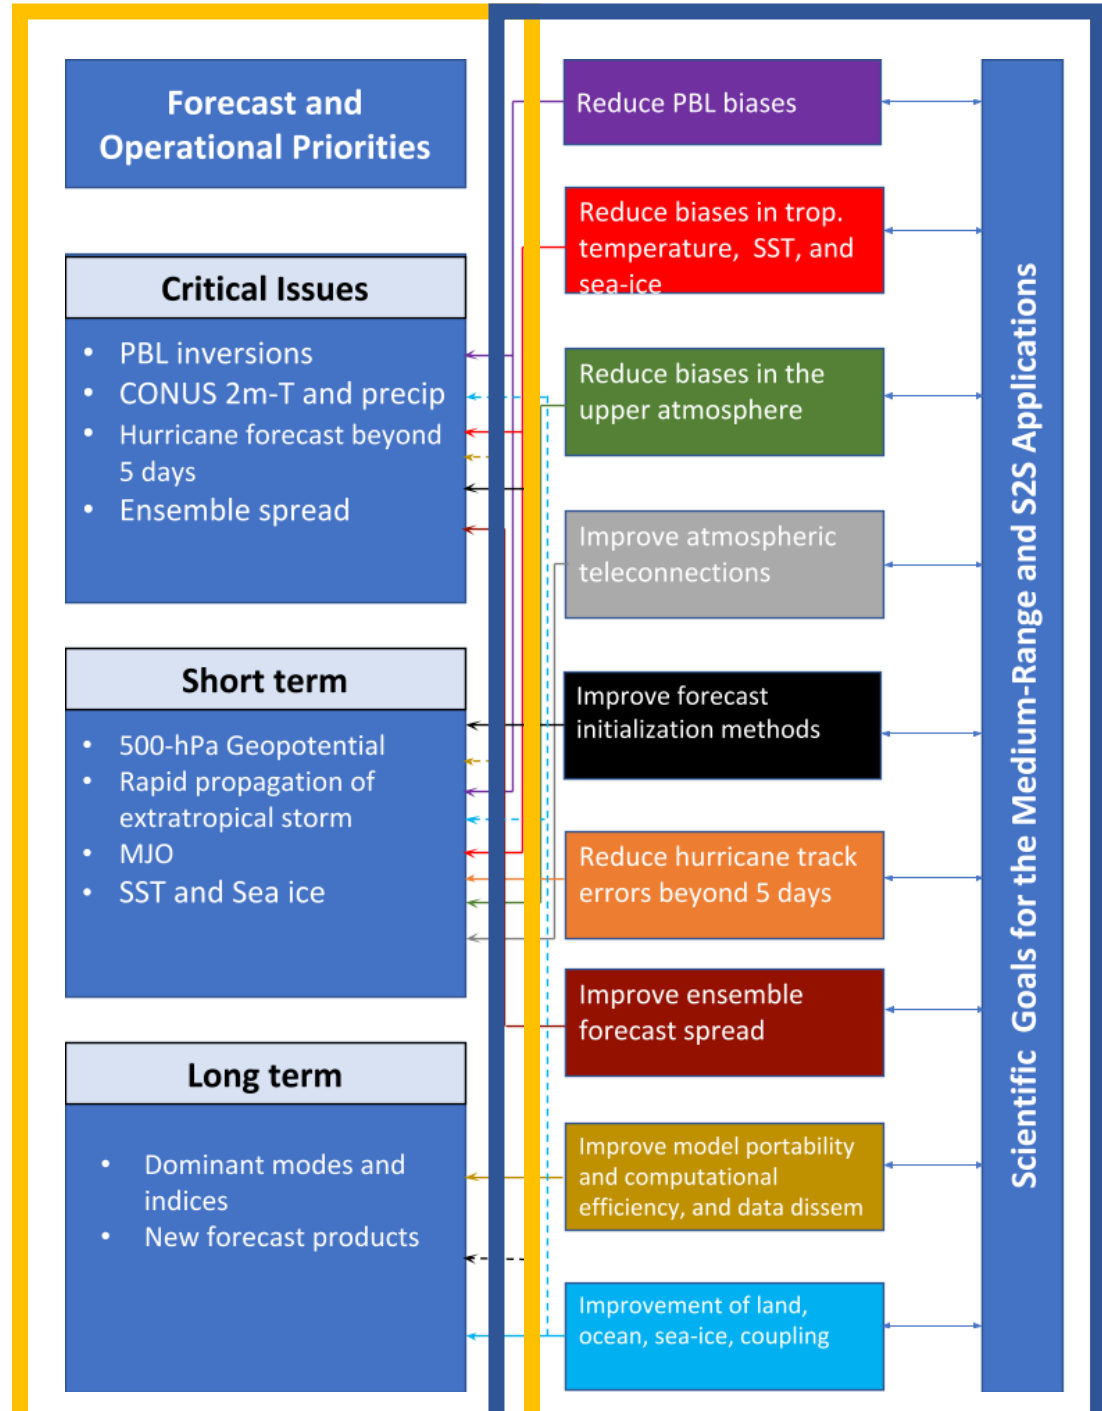 Forecast and
Operational Priorities
Critical Issues
• PBL inversions
• CONUS 2m-T and precip
• Hurricane forecast beyond
5 days
• Ensemble spread
Short term
• 500-hPa Geopotential
• Rapid propagation of
extratropical storm
• MJO
• SST and Sea ice
Long term
• Dominant modes and
indices
• New forecast products
Reduce PBL biases
Reduce biases in trop.
temperature, SST, and
sea-ice
Reduce biases in the
upper atmosphere
Improve atmospheric
teleconnections
Improve forecast
initialization methods
Reduce hurricane track
errors beyond 5 days
Improve ensemble
forecast spread
Improve model portability
and computational
efficiency, and data dissem
Improvement of land,
ocean, sea-ice, coupling
Scientific Goals for the Medium-Range and S2S Applications